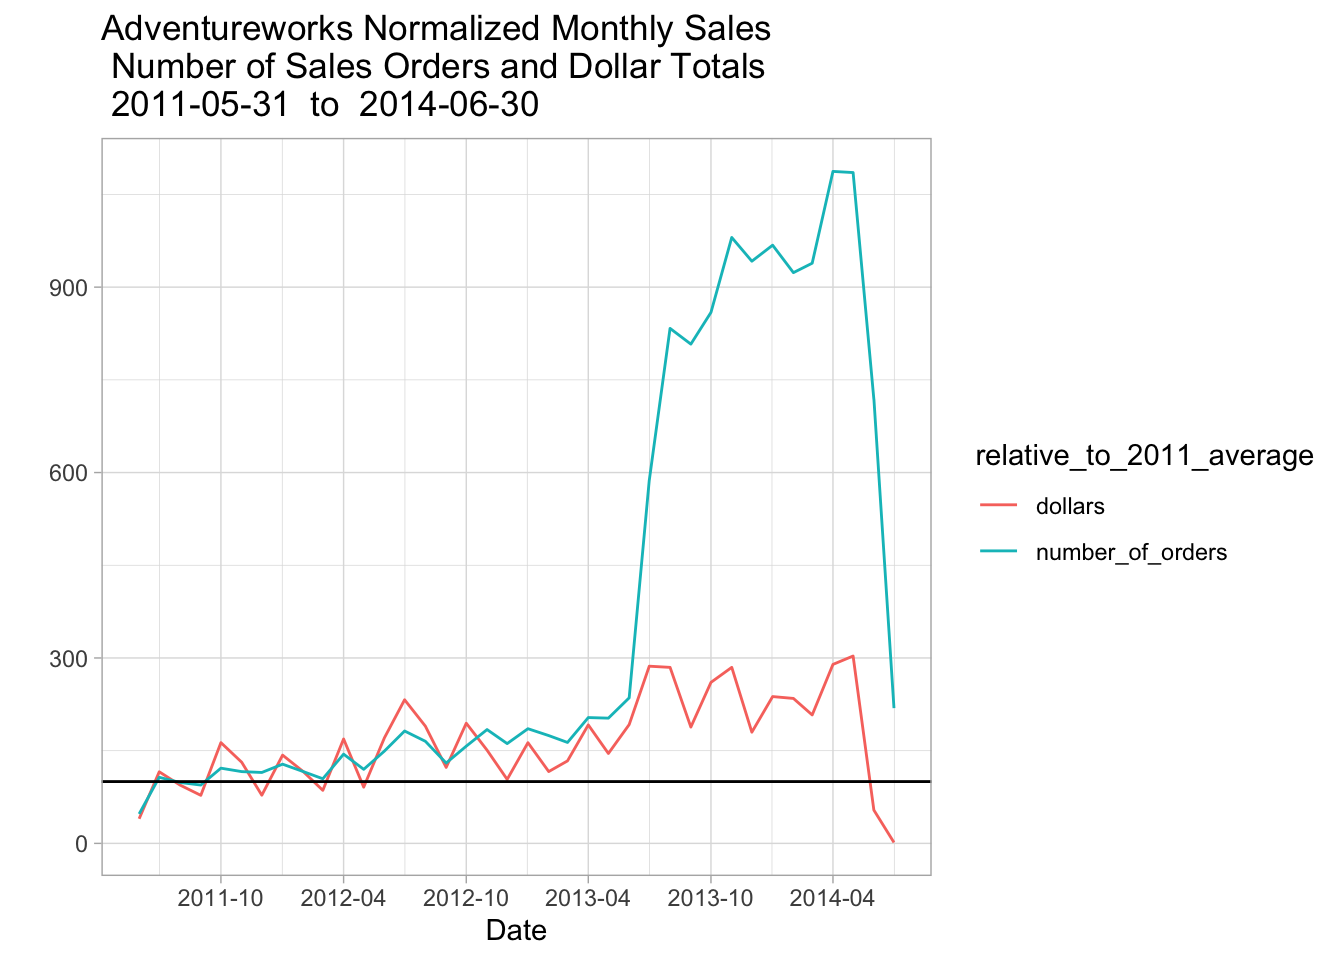 Adventureworks Normalized Monthly Sales
Number of Sales Orders and Dollar Totals
2011-05-31 to 2014-06-30
900
600
300
0
2011-10 2012-04 2012-10 2013-04 2013-10 2014-04
Date
relative_to_2011_average
dollars
number_of_orders